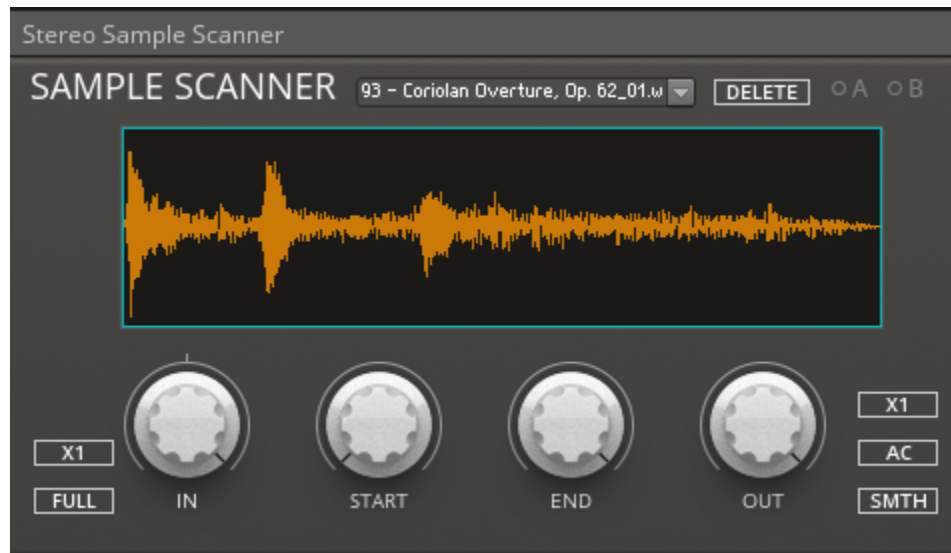 Stereo Sample Scanner
SAMPLE SCANNER 93 - Coriolan Overture, Op. 62_01.w DELETE A B
X1
X1 AC
FULL IN START END OUT SMTH